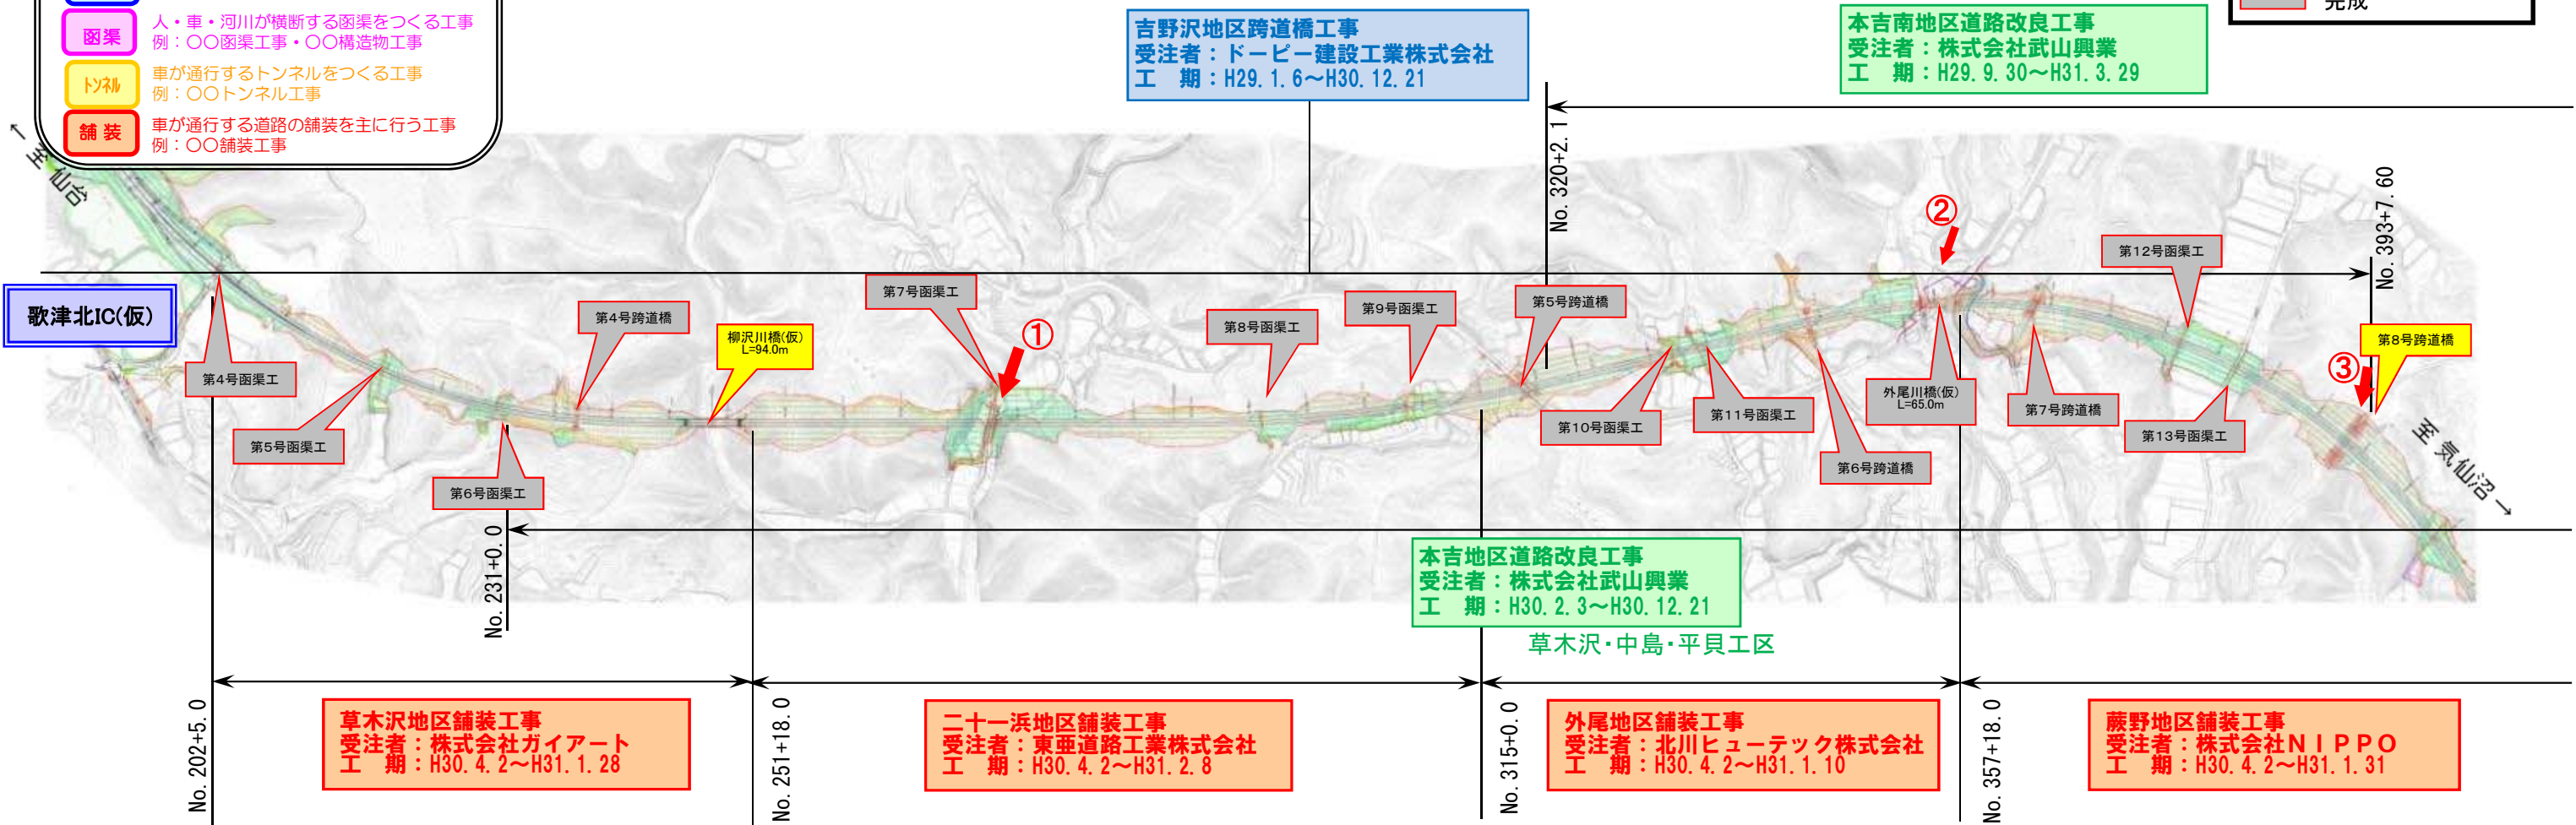 函渠
人・車・河川が横断する函渠をつくる工事
例：〇〇函渠工事・〇〇構造物工事
トンネル
車が通行するトンネルをつくる工事
例：〇〇トンネル工事
舗 装
車が通行する道路の舗装を主に行う工事
例：〇〇舗装工事
完成
吉野沢地区跨道橋工事
受注者：ドーピー建設工業株式会社
工　期：H29.1.6～H30.12.21
本吉南地区道路改良工事
受注者：株式会社武山興業
工　期：H29.9.30～H31.3.29
←至 仙台
No.320+2.1
No.393+7.60
歌津北IC(仮)
第4号函渠工
第5号函渠工
第6号函渠工
第4号跨道橋
柳沢川橋(仮)
L=94.0m
第7号函渠工
①
第8号函渠工
第9号函渠工
第5号跨道橋
第10号函渠工
第11号函渠工
第6号跨道橋
②
外尾川橋(仮)
L=65.0m
第7号跨道橋
第12号函渠工
第13号函渠工
③
第8号跨道橋
至 気仙沼→
No.231+0.0
本吉地区道路改良工事
受注者：株式会社武山興業
工　期：H30.2.3～H30.12.21
草木沢・中島・平貝工区
No.202+5.0
草木沢地区舗装工事
受注者：株式会社ガイアート
工　期：H30.4.2～H31.1.28
No.251+18.0
二十一浜地区舗装工事
受注者：東亜道路工業株式会社
工　期：H30.4.2～H31.2.8
No.315+0.0
外尾地区舗装工事
受注者：北川ヒューテック株式会社
工　期：H30.4.2～H31.1.10
No.357+18.0
蕨野地区舗装工事
受注者：株式会社ＮＩＰＰＯ
工　期：H30.4.2～H31.1.31